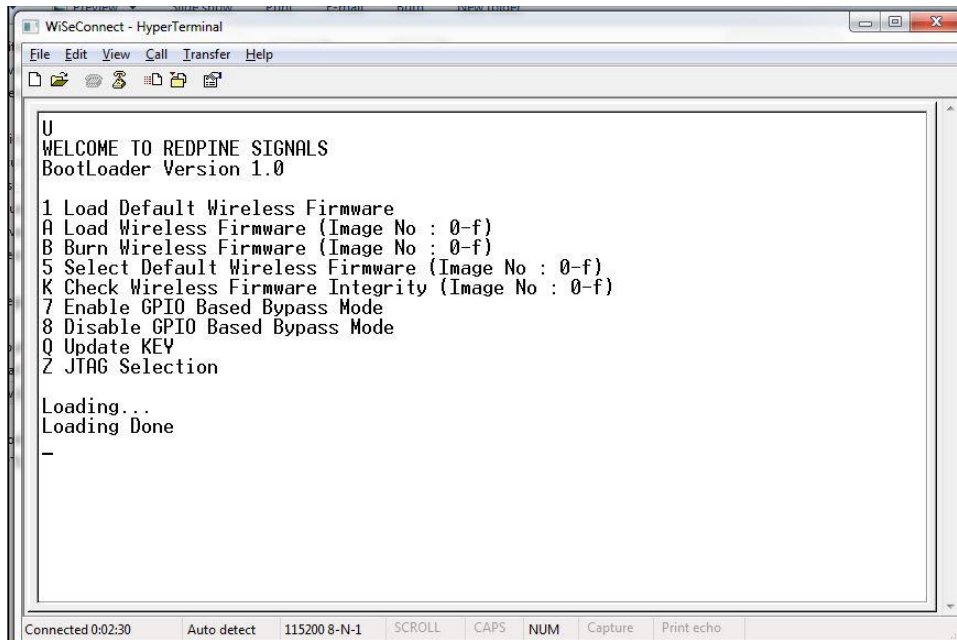 WiSeConnect - HyperTerminal
File Edit View Call Transfer Help
U
WELCOME TO REDPINE SIGNALS
BootLoader Version 1.0
1 Load Default Wireless Firmware
A Load Wireless Firmware (Image No : 0-f)
B Burn Wireless Firmware (Image No : 0-f)
5 Select Default Wireless Firmware (Image No : 0-f)
K Check Wireless Firmware Integrity (Image No : 0-f)
7 Enable GPIO Based Bypass Mode
8 Disable GPIO Based Bypass Mode
Q Update KEY
Z JTAG Selection
Loading...
Loading Done
Connected 0:02:30 Auto detect 115200 8-N-1 SCROLL CAPS NUM Capture Print echo